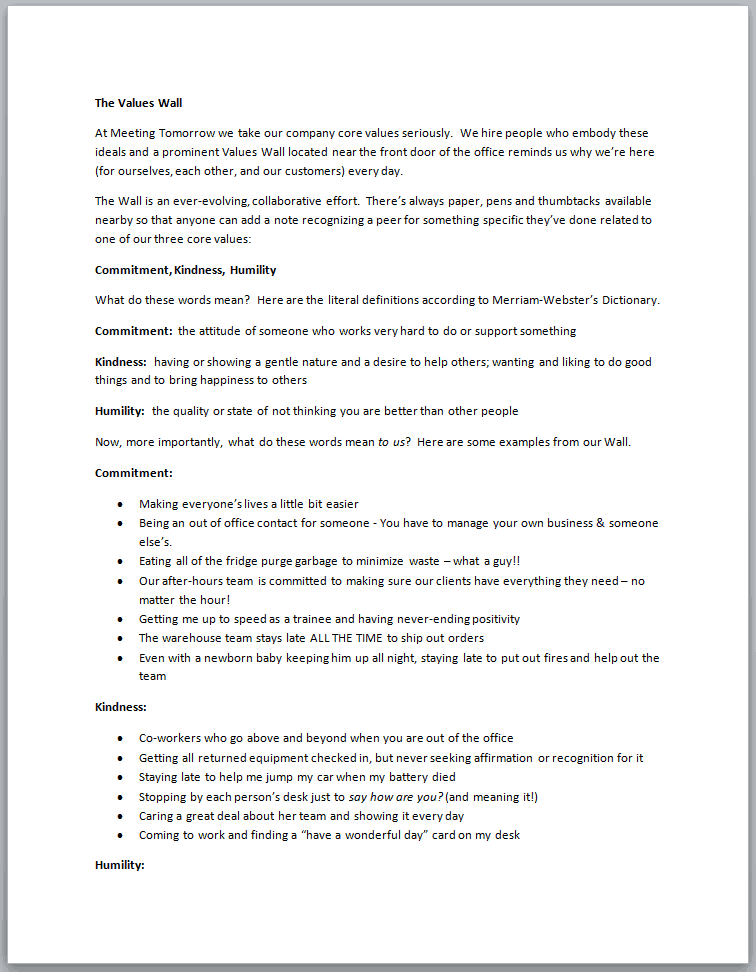 The Values Wall
At Meeting Tomorrow we take our company core values seriously.  We hire people who embody these
ideals and a prominent Values Wall located near the front door of the office reminds us why we're here
(for ourselves, each other, and our customers) every day.
The Wall is an ever-evolving, collaborative effort.  There's always paper, pens and thumbtacks available
nearby so that anyone can add a note recognizing a peer for something specific they've done related to
one of our three core values:
Commitment, Kindness, Humility
What do these words mean?  Here are the literal definitions according to Merriam-Webster's Dictionary.
Commitment:  the attitude of someone who works very hard to do or support something
Kindness:  having or showing a gentle nature and a desire to help others; wanting and liking to do good
things and to bring happiness to others
Humility:  the quality or state of not thinking you are better than other people
Now, more importantly, what do these words mean to us?  Here are some examples from our Wall.
Commitment:
• Making everyone's lives a little bit easier
• Being an out of office contact for someone - You have to manage your own business & someone
else's.
• Eating all of the fridge purge garbage to minimize waste – what a guy!!
• Our after-hours team is committed to making sure our clients have everything they need – no
matter the hour!
• Getting me up to speed as a trainee and having never-ending positivity
• The warehouse team stays late ALL THE TIME to ship out orders
• Even with a newborn baby keeping him up all night, staying late to put out fires and help out the
team
Kindness:
• Co-workers who go above and beyond when you are out of the office
• Getting all returned equipment checked in, but never seeking affirmation or recognition for it
• Staying late to help me jump my car when my battery died
• Stopping by each person's desk just to say how are you? (and meaning it!)
• Caring a great deal about her team and showing it every day
• Coming to work and finding a "have a wonderful day" card on my desk
Humility: